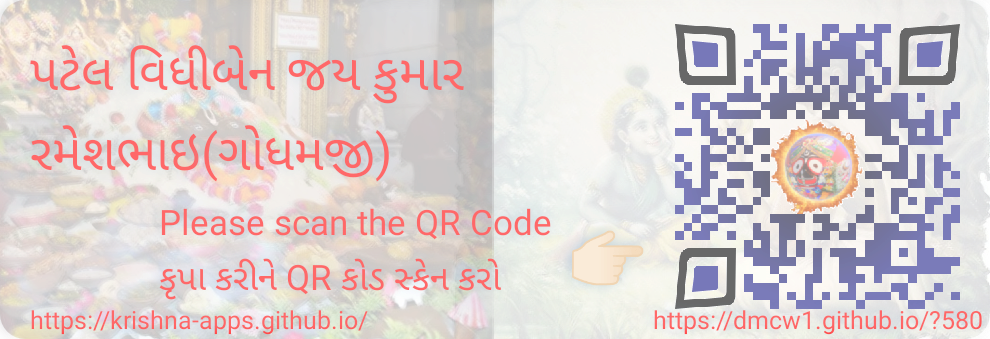 પટેલ વિધીબેન જય કુમાર
રમેશભાઇ(ગોધમજી)
Please scan the QR Code
કૃપા કરીને QR કોડ સ્કેન કરો
https://krishna-apps.github.io/
https://dmcw1.github.io/?580